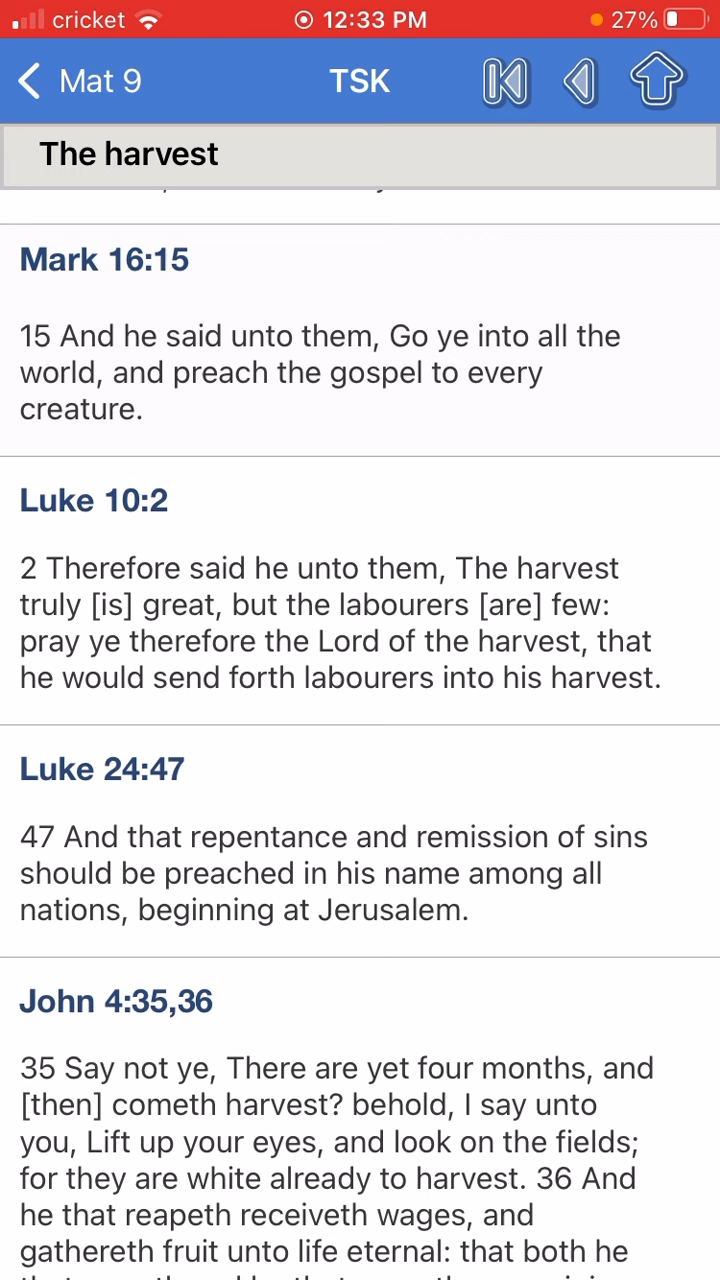 cricket 12:33 PM 27%
Mat 9 TSK
The harvest
Mark 16:15
15 And he said unto them, Go ye into all the
world, and preach the gospel to every
creature.
Luke 10:2
2 Therefore said he unto them, The harvest
truly [is] great, but the labourers [are] few:
pray ye therefore the Lord of the harvest, that
he would send forth labourers into his harvest.
Luke 24:47
47 And that repentance and remission of sins
should be preached in his name among all
nations, beginning at Jerusalem.
John 4:35,36
35 Say not ye, There are yet four months, and
[then] cometh harvest? behold, I say unto
you, Lift up your eyes, and look on the fields;
for they are white already to harvest. 36 And
he that reapeth receiveth wages, and
gathereth fruit unto life eternal: that both he